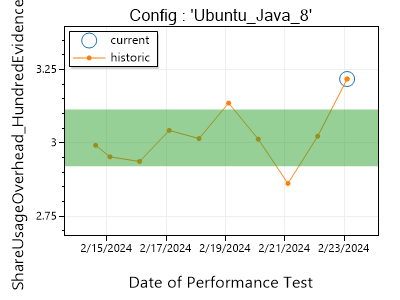 Config : 'Ubuntu_Java_8'
current
historic
ShareUsageOverhead_HundredEvidence
3.25
3
2.75
2/15/2024
2/17/2024
2/19/2024
2/21/2024
2/23/2024
Date of Performance Test